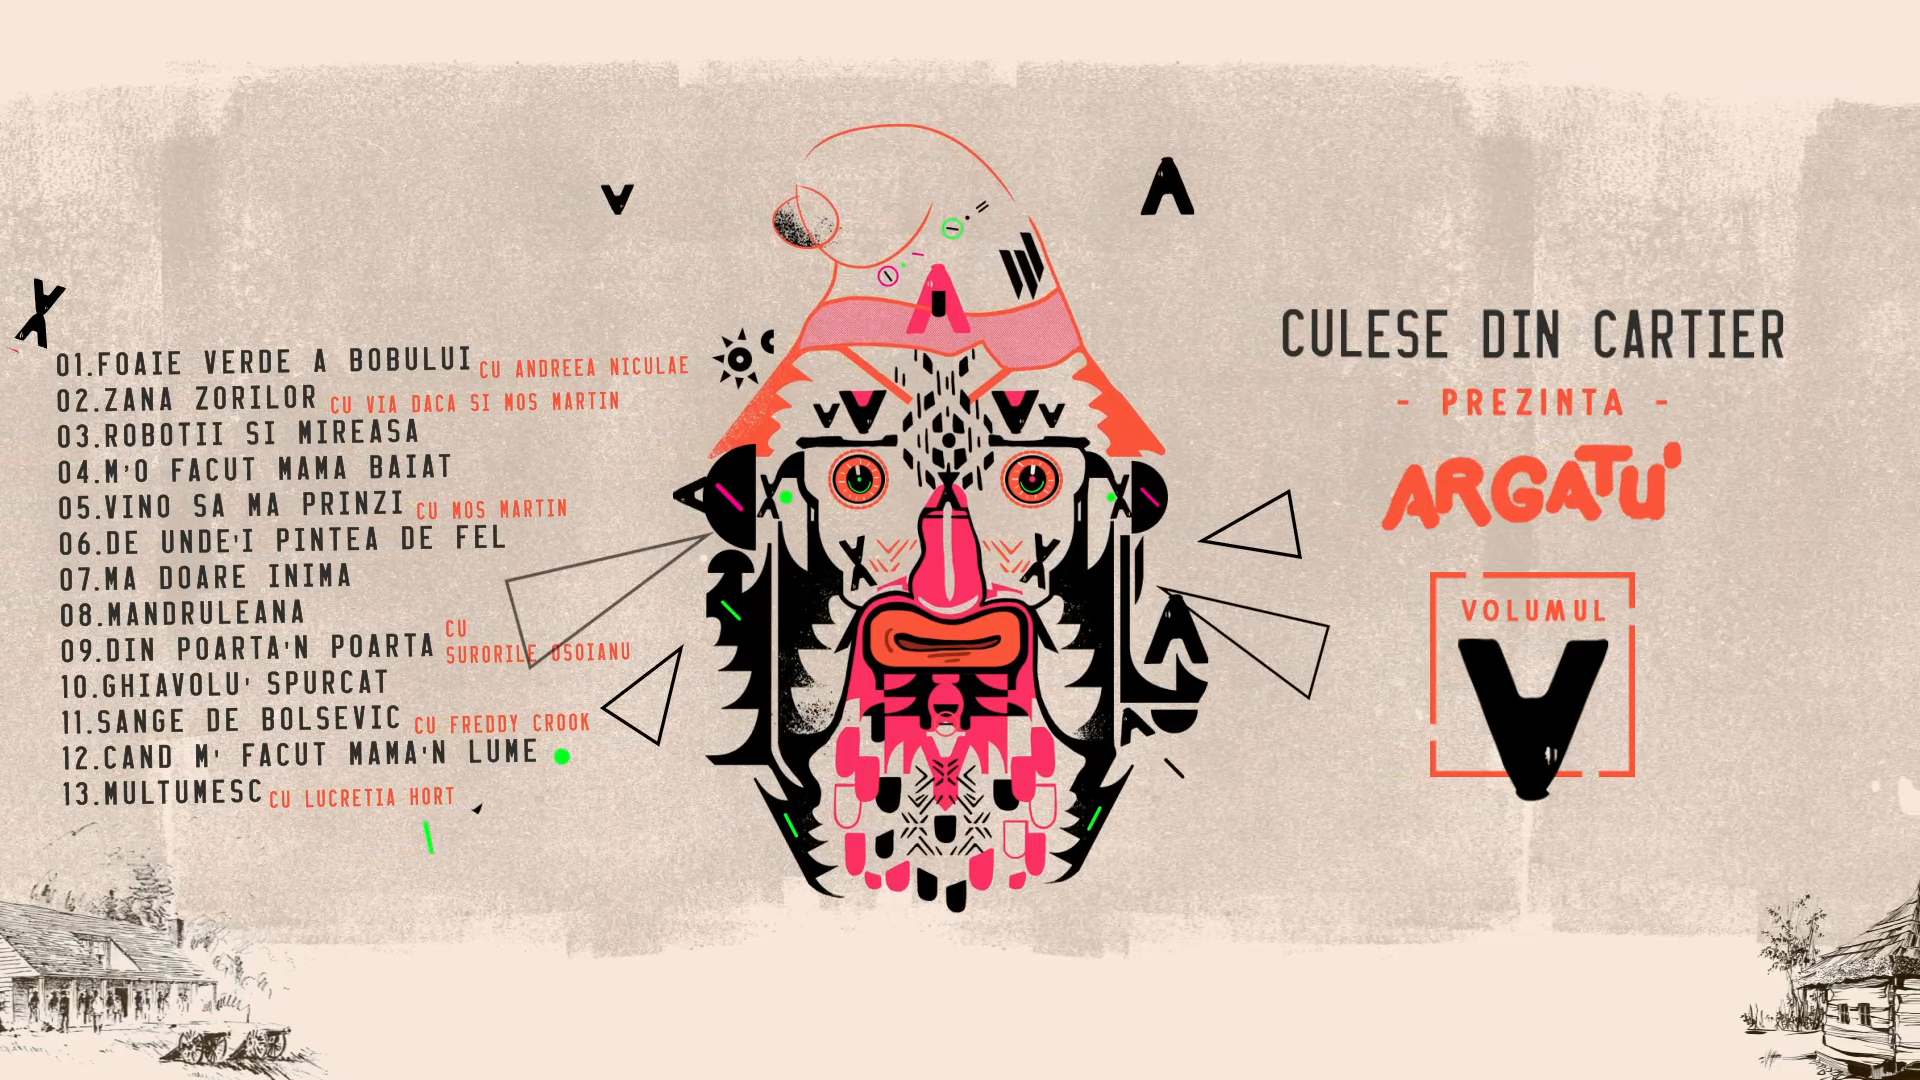 01.FOAIE VERDE A BOBULUI CU ANDREEA NICULAE
02.ZANA ZORILOR CU VIA DACA SI MOS MARTIN
03.ROBOTII SI MIREASA
04.M'O FACUT MAMA BAIAT
05.VINO SA MA PRINZI CU MOS MARTIN
06.DE UNDE'I PINTEA DE FEL
07.MA DOARE INIMA
08.MANDRULEANA
09.DIN POARTA'N POARTA CU
SURORILE OSOIANU
10.GHIAVOLU' SPURCAT
11.SANGE DE BOLSEVIC CU FREDDY CROOK
12.CAND M' FACUT MAMA'N LUME
13.MULTUMESC CU LUCRETIA HORT
CULESE DIN CARTIER
- PREZINTA -
ARGATU'
VOLUMUL
V